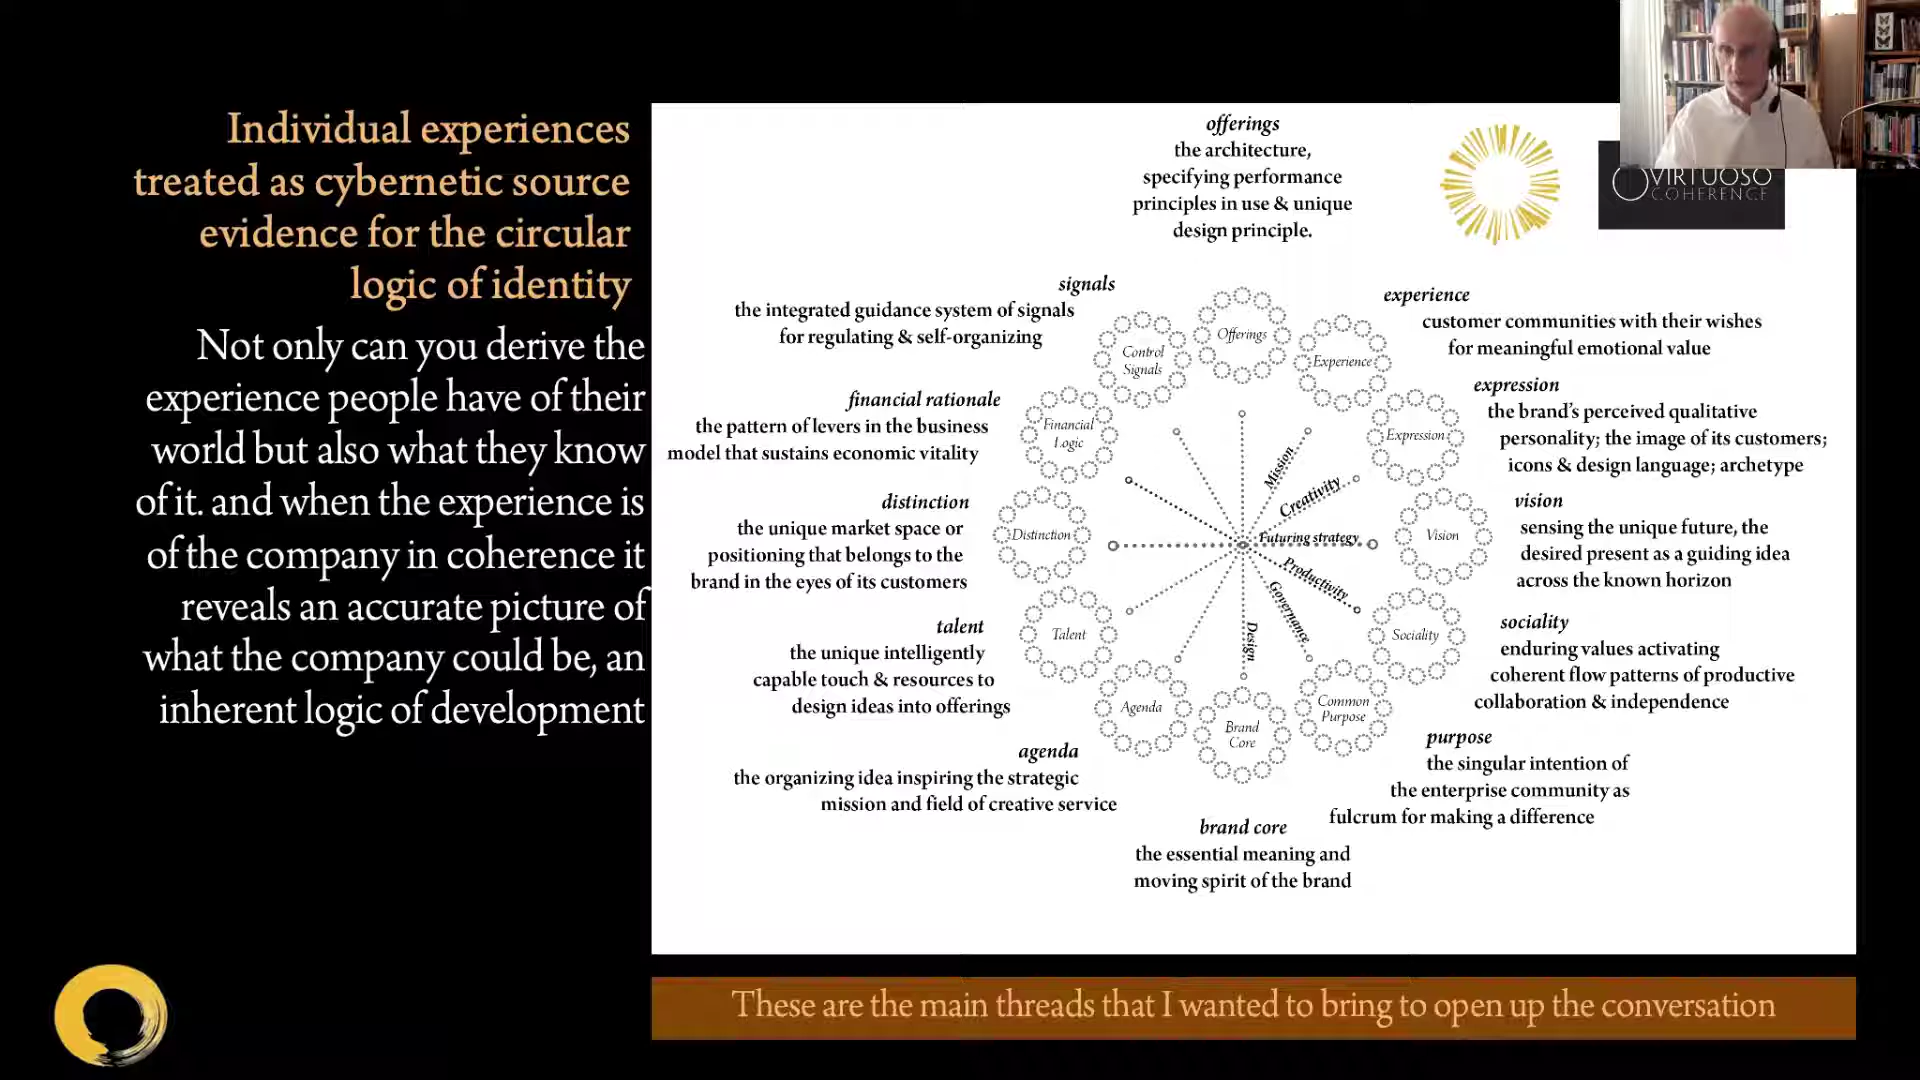 Individual experiences
treated as cybernetic source
evidence for the circular
logic of identity
Not only can you derive the
experience people have of their
world but also what they know
of it. and when the experience is
of the company in coherence it
reveals an accurate picture of
what the company could be, an
inherent logic of development
offerings
the architecture,
specifying performance
principles in use & unique
design principle.
VIRTUOSO
COHERENCE
signals
the integrated guidance system of signals
for regulating & self-organizing
experience
customer communities with their wishes
for meaningful emotional value
financial rationale
the pattern of levers in the business
model that sustains economic vitality
expression
the brand's perceived qualitative
personality; the image of its customers;
icons & design language; archetype
distinction
the unique market space or
positioning that belongs to the
brand in the eyes of its customers
vision
sensing the unique future, the
desired present as a guiding idea
across the known horizon
talent
the unique intelligently
capable touch & resources to
design ideas into offerings
sociality
enduring values activating
coherent flow patterns of productive
collaboration & independence
agenda
the organizing idea inspiring the strategic
mission and field of creative service
purpose
the singular intention of
the enterprise community as
fulcrum for making a difference
brand core
the essential meaning and
moving spirit of the brand
Offerings
Control
Signals
Experience
Financial
Logic
Expression
Distinction
Vision
Talent
Sociality
Agenda
Brand
Core
Common
Purpose
Mission
Creativity
Futuring strategy
Productivity
Governance
Design
These are the main threads that I wanted to bring to open up the conversation